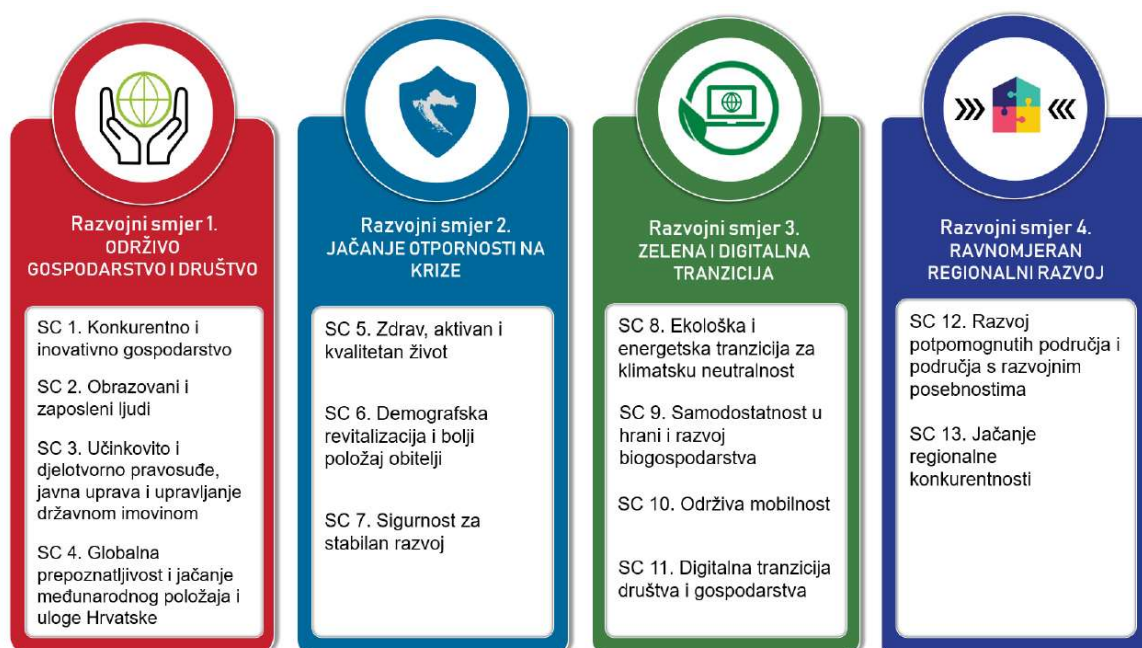 Razvojni smjer 1.
ODRŽIVO
GOSPODARSTVO I DRUŠTVO
SC 1. Konkurentno i
inovativno gospodarstvo
SC 2. Obrazovani i
zaposleni ljudi
SC 3. Učinkovito i
djelotvorno pravosuđe,
javna uprava i upravljanje
državnom imovinom
SC 4. Globalna
prepoznatljivost i jačanje
međunarodnog položaja i
uloge Hrvatske
Razvojni smjer 2.
JAČANJE OTPORNOSTI NA
KRIZE
SC 5. Zdrav, aktivan i
kvalitetan život
SC 6. Demografska
revitalizacija i bolji
položaj obitelji
SC 7. Sigurnost za
stabilan razvoj
Razvojni smjer 3.
ZELENA I DIGITALNA
TRANZICIJA
SC 8. Ekološka i
energetska tranzicija za
klimatsku neutralnost
SC 9. Samodostatnost u
hrani i razvoj
biogospodarstva
SC 10. Održiva mobilnost
SC 11. Digitalna tranzicija
društva i gospodarstva
Razvojni smjer 4.
RAVNOMJERAN
REGIONALNI RAZVOJ
SC 12. Razvoj
potpomognutih područja i
područja s razvojnim
posebnostima
SC 13. Jačanje
regionalne
konkurentnosti